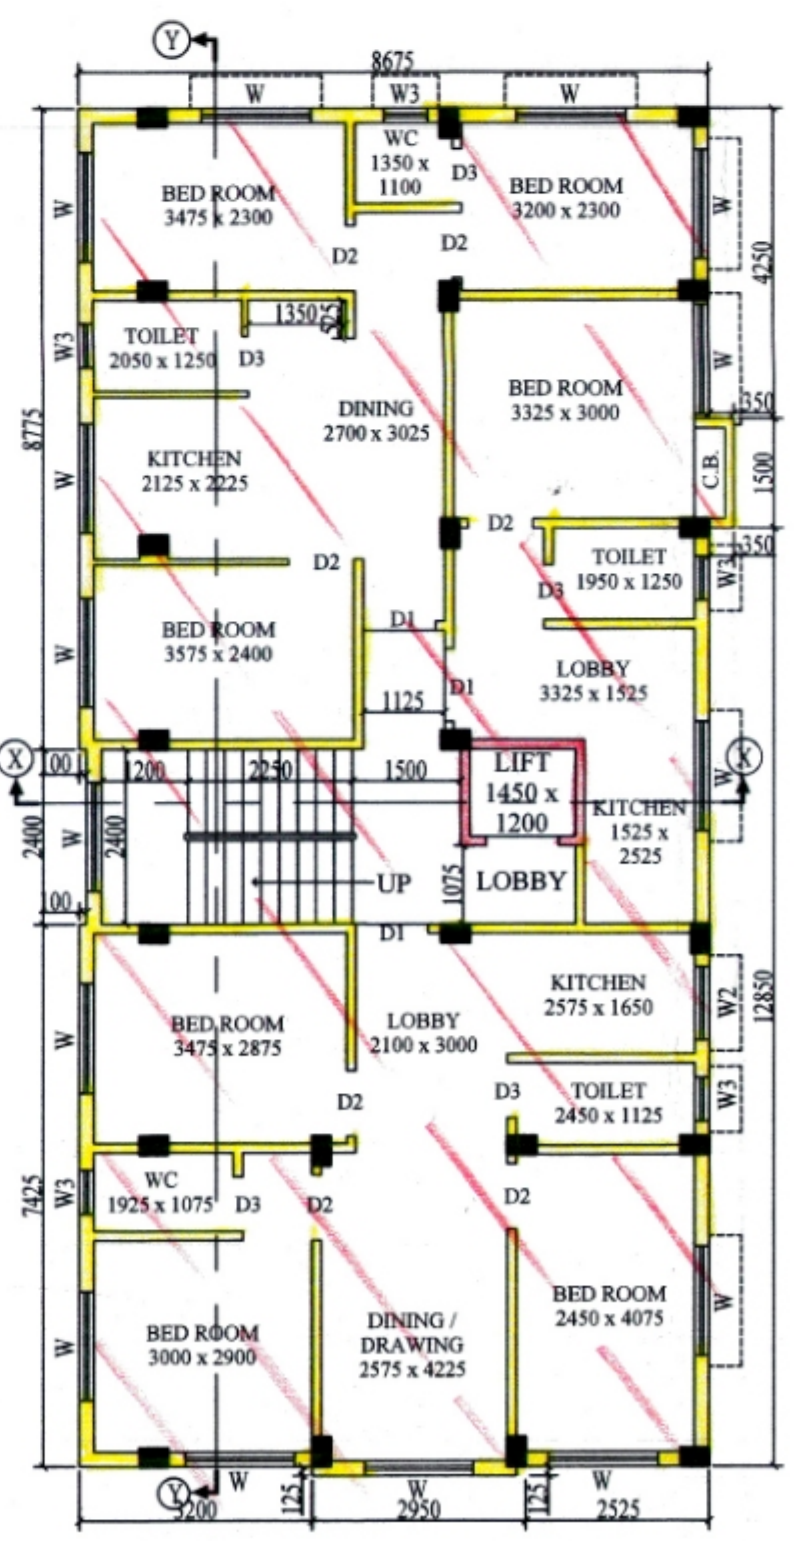 Y
8675
W
W3
W
WC
1350 x
1100
D3
BED ROOM
3475 x 2300
BED ROOM
3200 x 2300
W
W
D2
D2
4250
1350
525
TOILET
2050 x 1250
D3
W3
W
DINING
2700 x 3025
BED ROOM
3325 x 3000
350
8775
KITCHEN
2125 x 2225
W
C.B.
1500
D2
D2
TOILET
1950 x 1250
350
W3
D3
D1
BED ROOM
3575 x 2400
W
LOBBY
3325 x 1525
D1
1125
X
00
1200
2250
1500
LIFT
1450 x
1200
W
X
KITCHEN
1525 x
2525
2400
W
2400
UP
1075
LOBBY
00
D1
BED ROOM
3475 x 2875
W
LOBBY
2100 x 3000
KITCHEN
2575 x 1650
W2
12850
D2
D3
TOILET
2450 x 1125
W3
7425
W3
WC
1925 x 1075
D3
D2
D2
BED ROOM
3000 x 2900
W
DINING /
DRAWING
2575 x 4225
BED ROOM
2450 x 4075
W
Y
W
W
W
3200
125
2950
125
2525